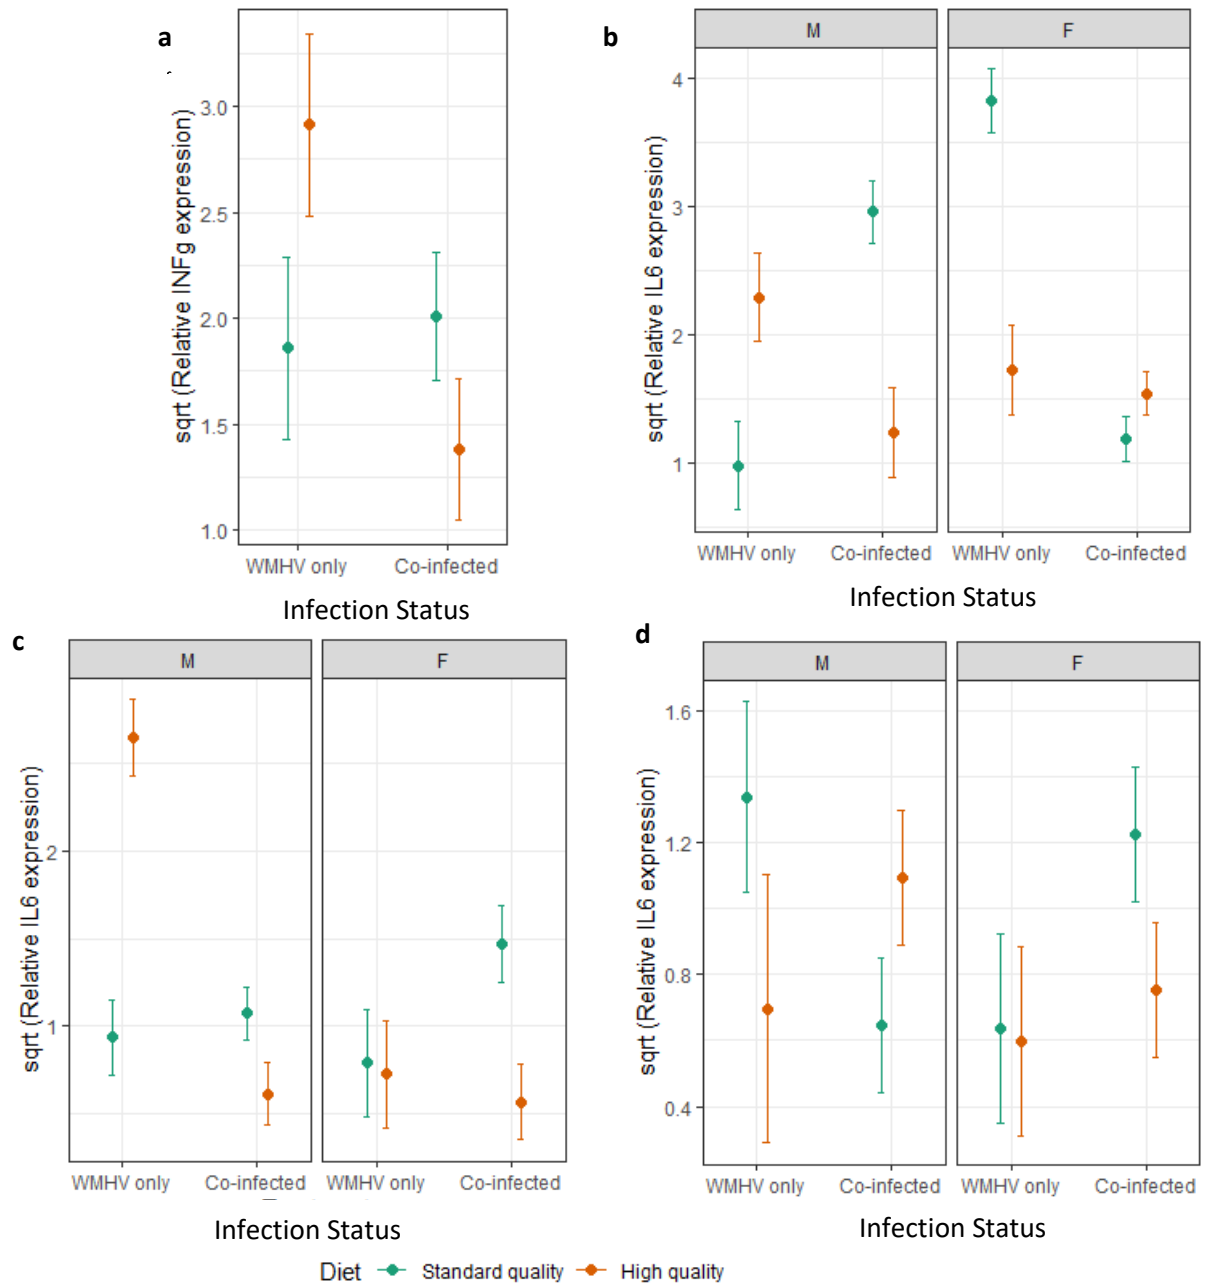 a
sqrt (Relative INFg expression)
3.0
2.5
2.0
1.5
1.0
WMHV only Co-infected
Infection Status
b
M F
sqrt (Relative IL6 expression)
4
3
2
1
WMHV only Co-infected WMHV only Co-infected
Infection Status
c
M F
sqrt (Relative IL6 expression)
2
1
WMHV only Co-infected WMHV only Co-infected
Infection Status
d
M F
sqrt (Relative IL6 expression)
1.6
1.2
0.8
0.4
WMHV only Co-infected WMHV only Co-infected
Infection Status
Diet Standard quality High quality